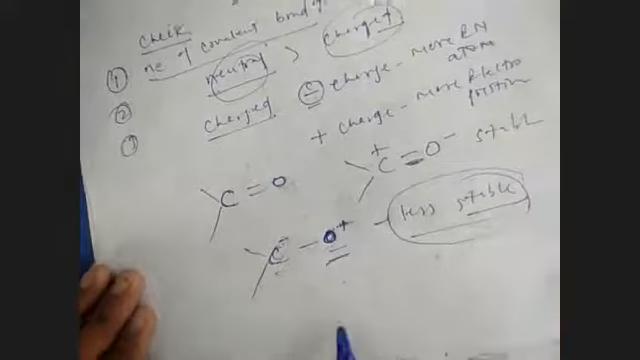 Check
① no of covalent bonds
② neutral > charged
③ charged ⊖ charge - more EN atom
+ charge - more electro positive
C = O
C⁺ = O⁻ stable
C⁻ - O⁺ - less stable